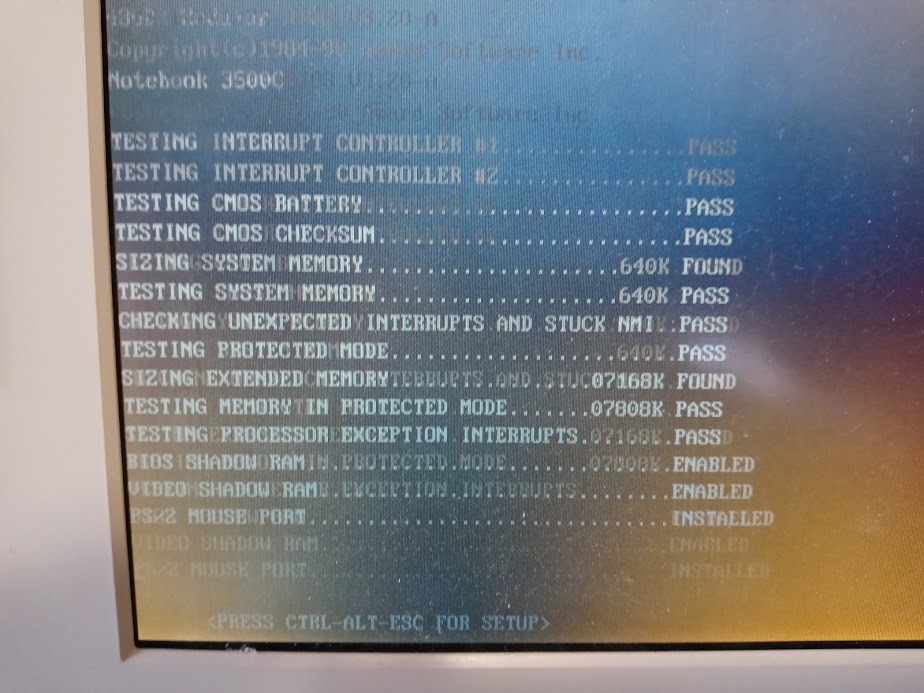 Copyright(c)1984-90 Award Software Inc.
Notebook 3500C
TESTING INTERRUPT CONTROLLER #1...............PASS
TESTING INTERRUPT CONTROLLER #2...............PASS
TESTING CMOS BATTERY..........................PASS
TESTING CMOS CHECKSUM.........................PASS
SIZING SYSTEM MEMORY....................640K FOUND
TESTING SYSTEM MEMORY...................640K PASS
CHECKING UNEXPECTED INTERRUPTS AND STUCK NMI..PASS
TESTING PROTECTED MODE........................PASS
SIZING EXTENDED MEMORY 07168K FOUND
TESTING MEMORY IN PROTECTED MODE.......07808K PASS
TESTING PROCESSOR EXCEPTION INTERRUPTS........PASS
BIOS SHADOW RAM...............................ENABLED
VIDEO SHADOW RAM..............................ENABLED
PS/2 MOUSE PORT...............................INSTALLED
<PRESS CTRL-ALT-ESC FOR SETUP>